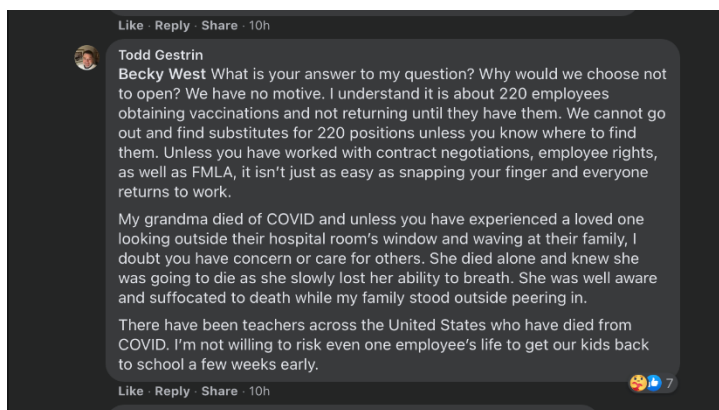 Like · Reply · Share · 10h
Todd Gestrin
Becky West What is your answer to my question? Why would we choose not
to open? We have no motive. I understand it is about 220 employees
obtaining vaccinations and not returning until they have them. We cannot go
out and find substitutes for 220 positions unless you know where to find
them. Unless you have worked with contract negotiations, employee rights,
as well as FMLA, it isn’t just as easy as snapping your finger and everyone
returns to work.
My grandma died of COVID and unless you have experienced a loved one
looking outside their hospital room’s window and waving at their family, I
doubt you have concern or care for others. She died alone and knew she
was going to die as she slowly lost her ability to breath. She was well aware
and suffocated to death while my family stood outside peering in.
There have been teachers across the United States who have died from
COVID. I’m not willing to risk even one employee’s life to get our kids back
to school a few weeks early.
7
Like · Reply · Share · 10h